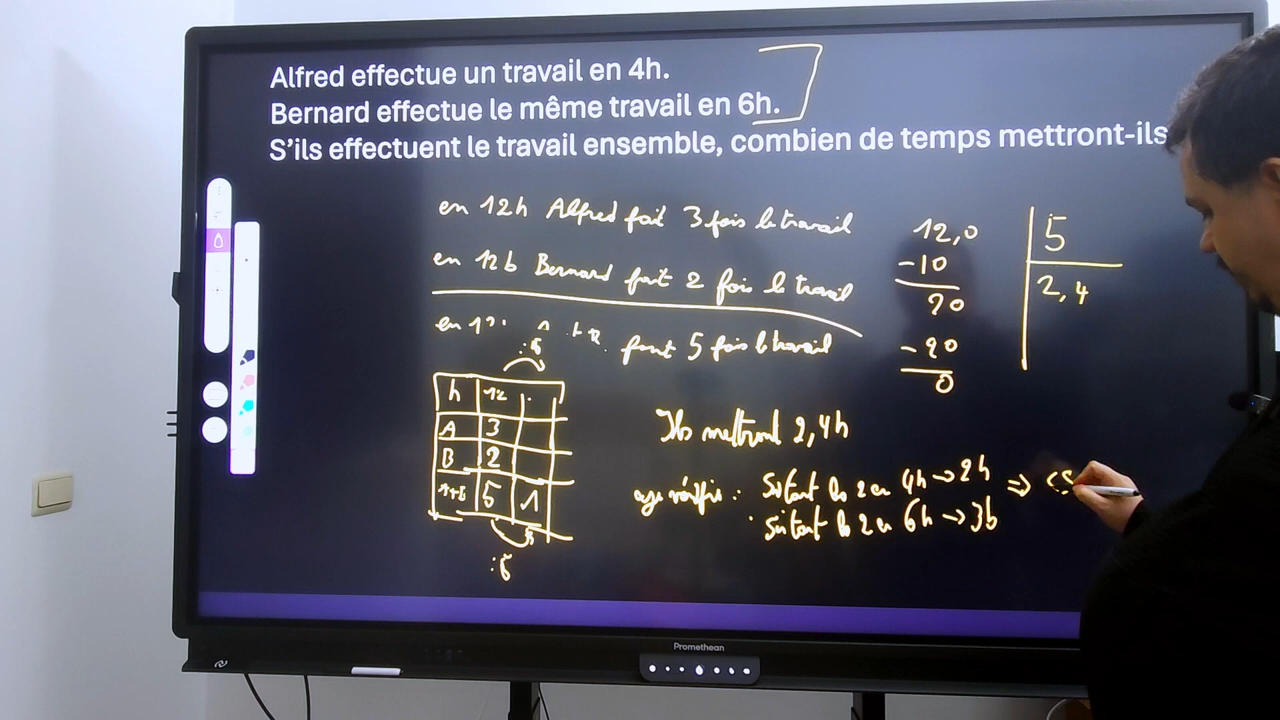 Alfred effectue un travail en 4h.
Bernard effectue le même travail en 6h.
S'ils effectuent le travail ensemble, combien de temps mettront-ils
en 12h Alfred fait 3 fois le travail
en 12h Bernard fait 2 fois le travail
en font 5 fois le travail
12,0 5
-10 2,4
20
-20
0
:5
h 12
A 3
B 2
A+B 5 1
:5
Ils mettront 2,4h
: Si tout les 2 en 4h → 2h ⇒
Si tout les 2 en 6h → 3h
Promethean